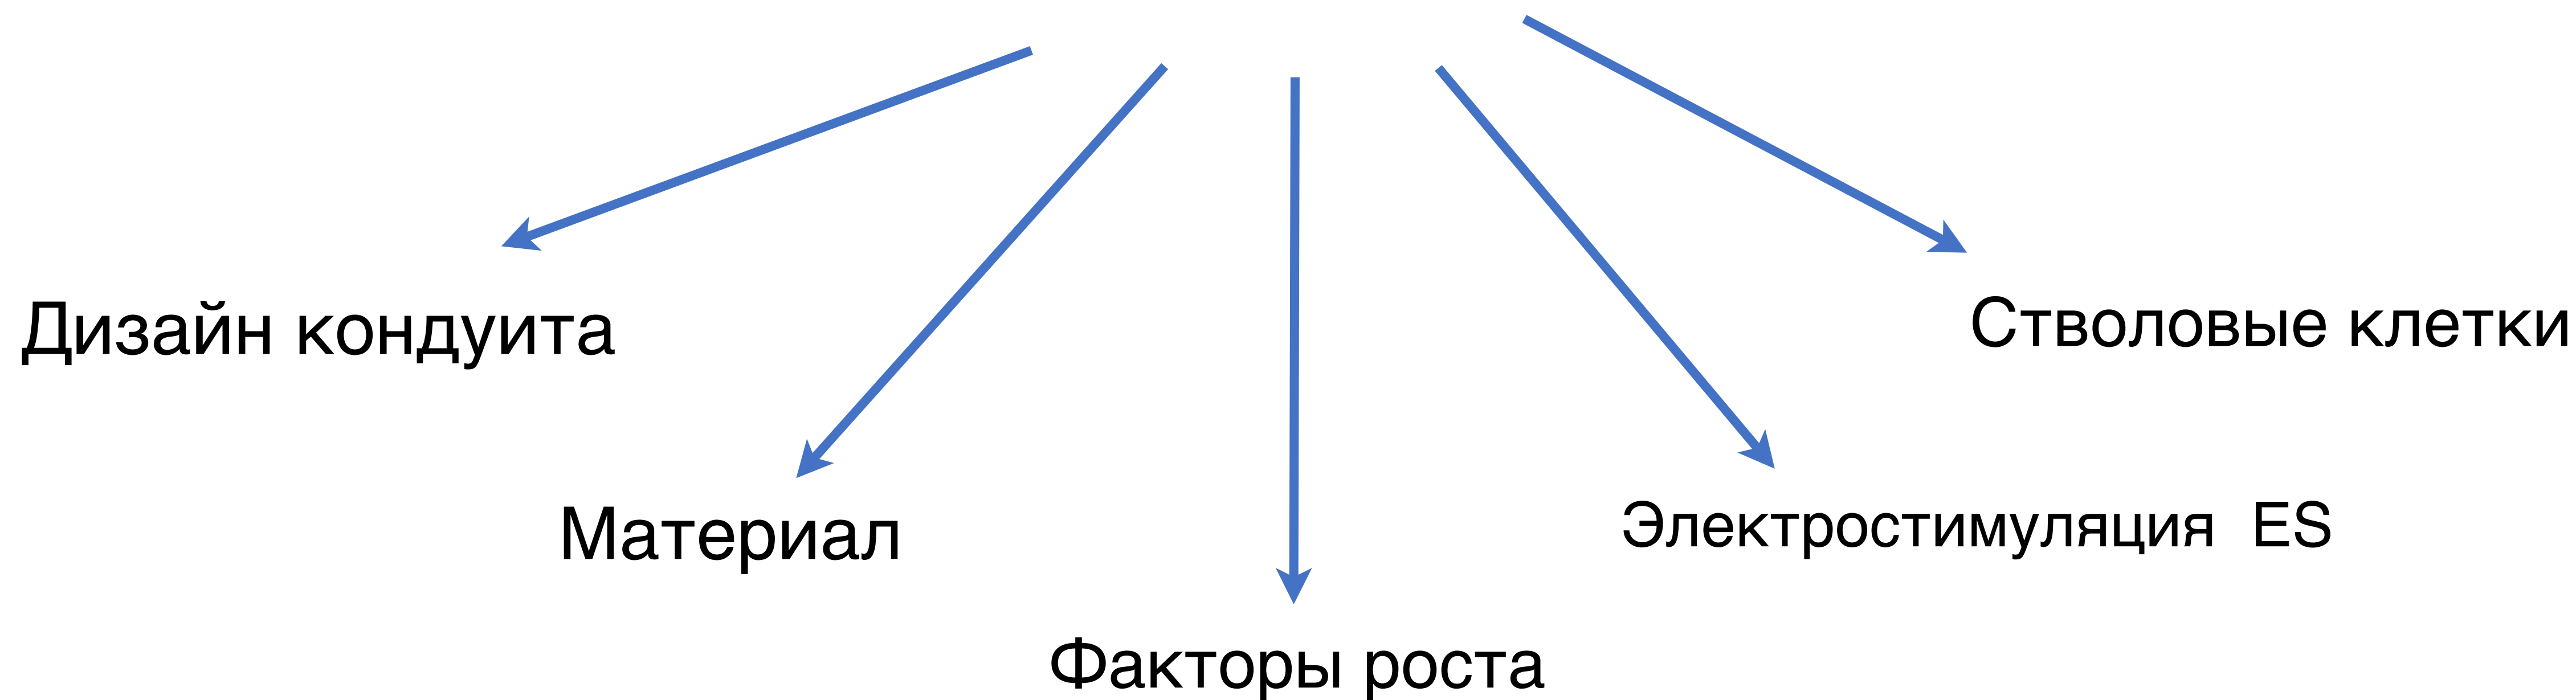 Дизайн кондуита
Стволовые клетки
Материал
Электростимуляция ES
Факторы роста